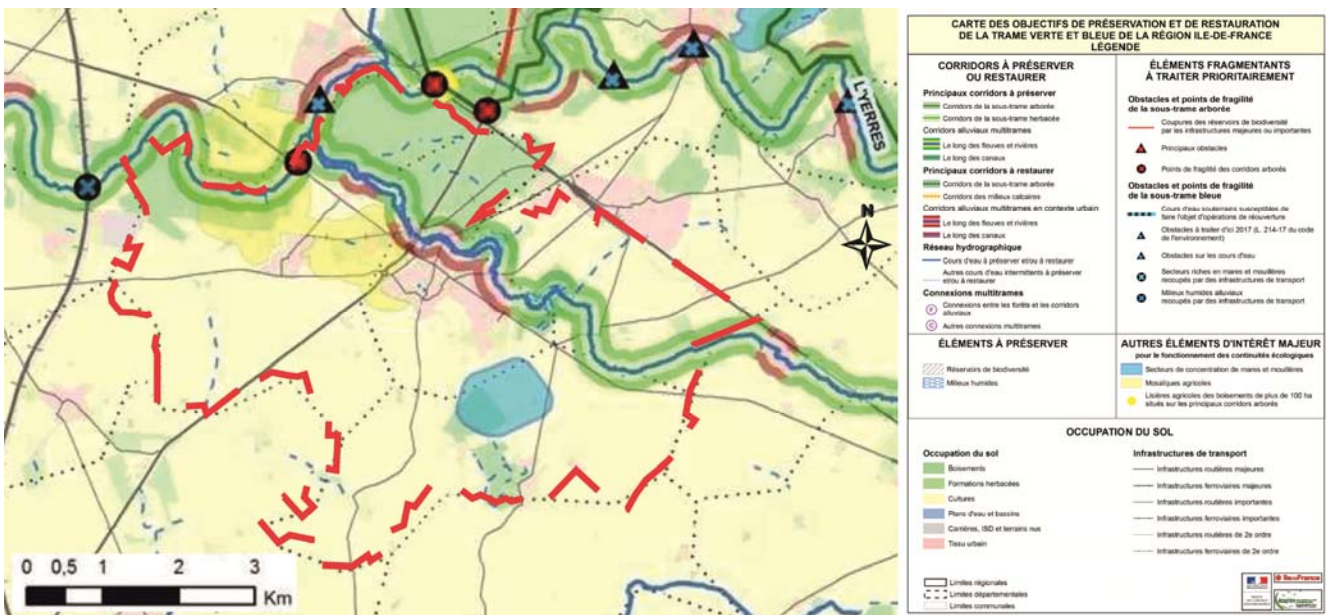 L'YERRES
N
0 0,5 1 2 3
Km
CARTE DES OBJECTIFS DE PRÉSERVATION ET DE RESTAURATION
DE LA TRAME VERTE ET BLEUE DE LA RÉGION ILE-DE-FRANCE
LÉGENDE
CORRIDORS À PRÉSERVER
OU RESTAURER
Principaux corridors à préserver
Corridors de la sous-trame arborée
Corridors de la sous-trame herbacée
Corridors alluviaux multitrames
Le long des fleuves et rivières
Le long des canaux
Principaux corridors à restaurer
Corridors de la sous-trame arborée
Corridors des milieux calcaires
Corridors alluviaux multitrames en contexte urbain
Le long des fleuves et rivières
Le long des canaux
Réseau hydrographique
Cours d'eau à préserver et/ou à restaurer
Autres cours d'eau intermittents à préserver
et/ou à restaurer
Connexions multitrames
Connexions entre les forêts et les corridors
alluviaux
C Autres connexions multitrames
ÉLÉMENTS FRAGMENTANTS
À TRAITER PRIORITAIREMENT
Obstacles et points de fragilité
de la sous-trame arborée
Coupures des réservoirs de biodiversité
par les infrastructures majeures ou importantes
Principaux obstacles
Points de fragilité des corridors arborés
Obstacles et points de fragilité
de la sous-trame bleue
Cours d'eau souterrains susceptibles de
faire l'objet d'opérations de réouverture
Obstacles à traiter d'ici 2017 (L. 214-17 du code
de l'environnement)
Obstacles sur les cours d'eau
Secteurs riches en mares et mouillères
recoupés par des infrastructures de transport
Milieux humides alluviaux
recoupés par des infrastructures de transport
ÉLÉMENTS À PRÉSERVER
Réservoirs de biodiversité
Milieux humides
AUTRES ÉLÉMENTS D'INTÉRÊT MAJEUR
pour le fonctionnement des continuités écologiques
Secteurs de concentration de mares et mouillères
Mosaïques agricoles
Lisières agricoles des boisements de plus de 100 ha
situés sur les principaux corridors arborés
OCCUPATION DU SOL
Occupation du sol
Boisements
Formations herbacées
Cultures
Plans d'eau et bassins
Carrières, ISD et terrains nus
Tissu urbain
Infrastructures de transport
Infrastructures routières majeures
Infrastructures ferroviaires majeures
Infrastructures routières importantes
Infrastructures ferroviaires importantes
Infrastructures routières de 2e ordre
Infrastructures ferroviaires de 2e ordre
Limites régionales
Limites départementales
Limites communales
île de France